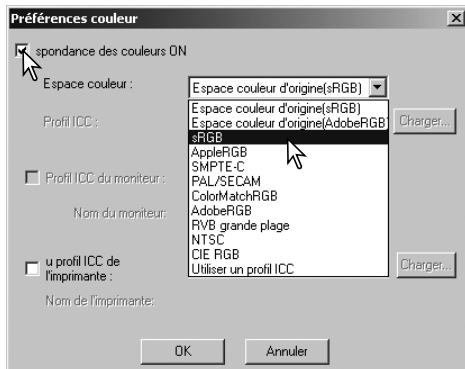 Préférences couleur
spondance des couleurs ON
Espace couleur :
Espace couleur d'origine(sRGB)
Espace couleur d'origine(sRGB)
Espace couleur d'origine(AdobeRGB
Profil ICC :
Charger...
sRGB
AppleRGB
SMPTE-C
Profil ICC du moniteur :
PAL/SECAM
ColorMatchRGB
Nom du moniteur:
AdobeRGB
RVB grande plage
NTSC
u profil ICC de
l'imprimante :
CIE RGB
Utiliser un profil ICC
Charger...
Nom de l'imprimante:
OK
Annuler